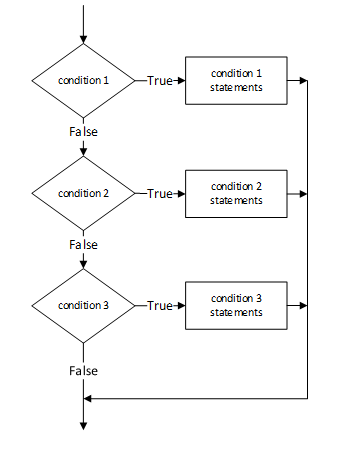 condition 1
True
condition 1
statements
False
condition 2
True
condition 2
statements
False
condition 3
True
condition 3
statements
False